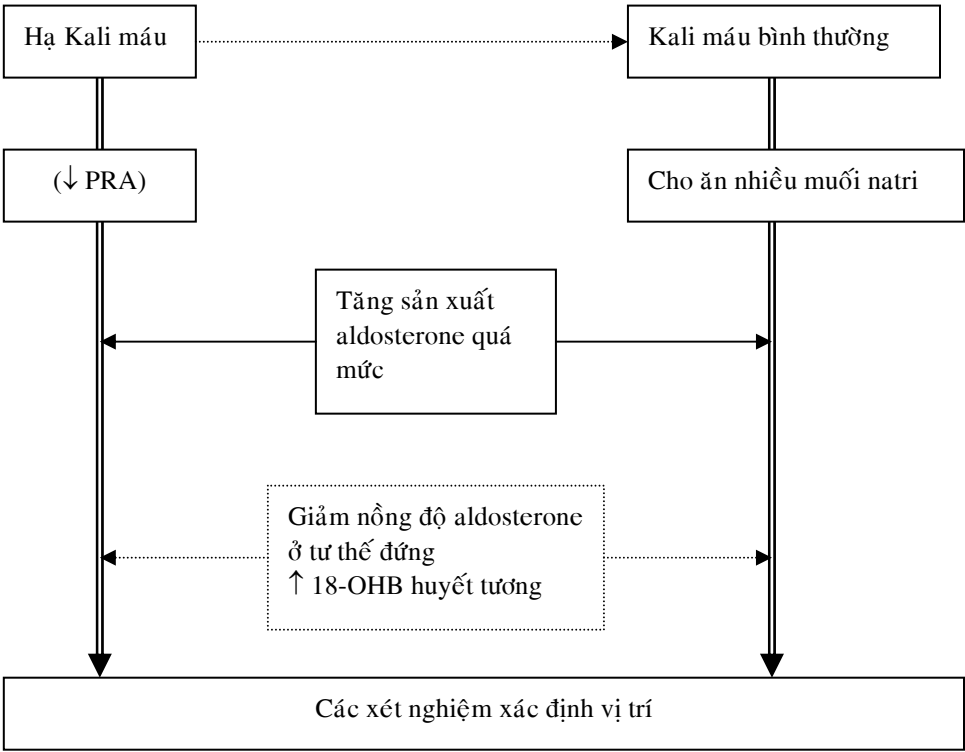 Hạ Kali máu
Kali máu bình thường
(↓ PRA)
Cho ăn nhiều muối natri
Tăng sản xuất
aldosterone quá
mức
Giảm nồng độ aldosterone
ở tư thế đứng
↑ 18-OHB huyết tương
Các xét nghiệm xác định vị trí